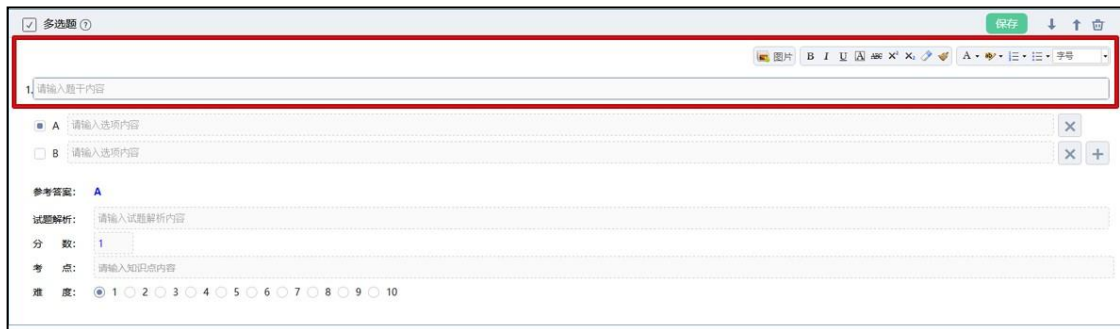 多选题 ? 保存
图片 B I U A ABC X² X₂ A 字号
1. 请输入题干内容
A 请输入选项内容
B 请输入选项内容
参考答案： A
试题解析： 请输入试题解析内容
分 数： 1
考 点： 请输入知识点内容
难 度： 1 2 3 4 5 6 7 8 9 10